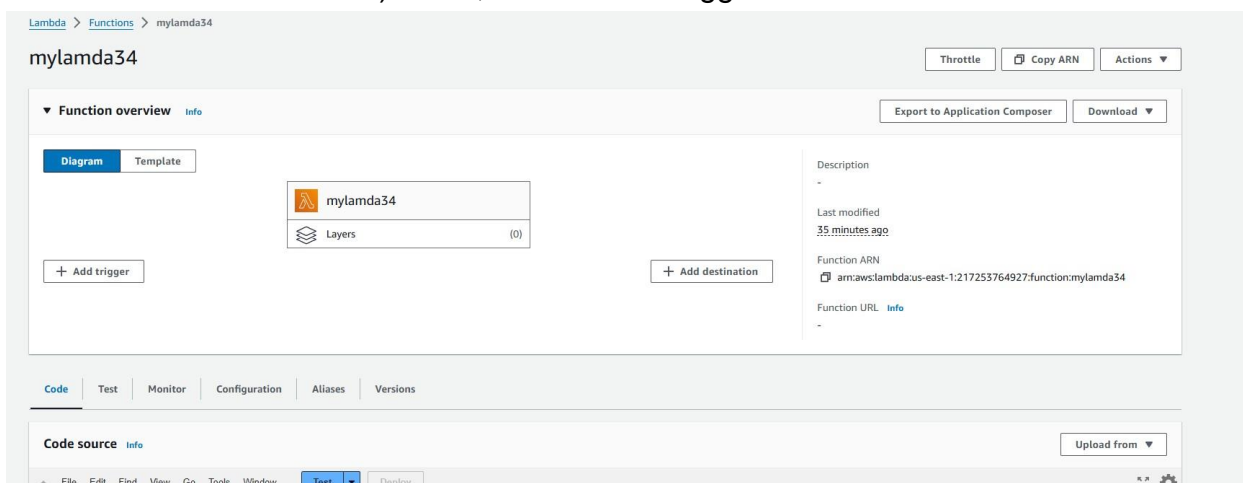 Lambda > Functions > mylamda34
mylamda34
Throttle Copy ARN Actions
Function overview Info
Export to Application Composer Download
Diagram Template
mylamda34
Layers (0)
+ Add trigger
+ Add destination
Description
-
Last modified
35 minutes ago
Function ARN
arn:aws:lambda:us-east-1:217253764927:function:mylamda34
Function URL Info
-
Code Test Monitor Configuration Aliases Versions
Code source Info
Upload from
File Edit Find View Go Tools Window Test Deploy